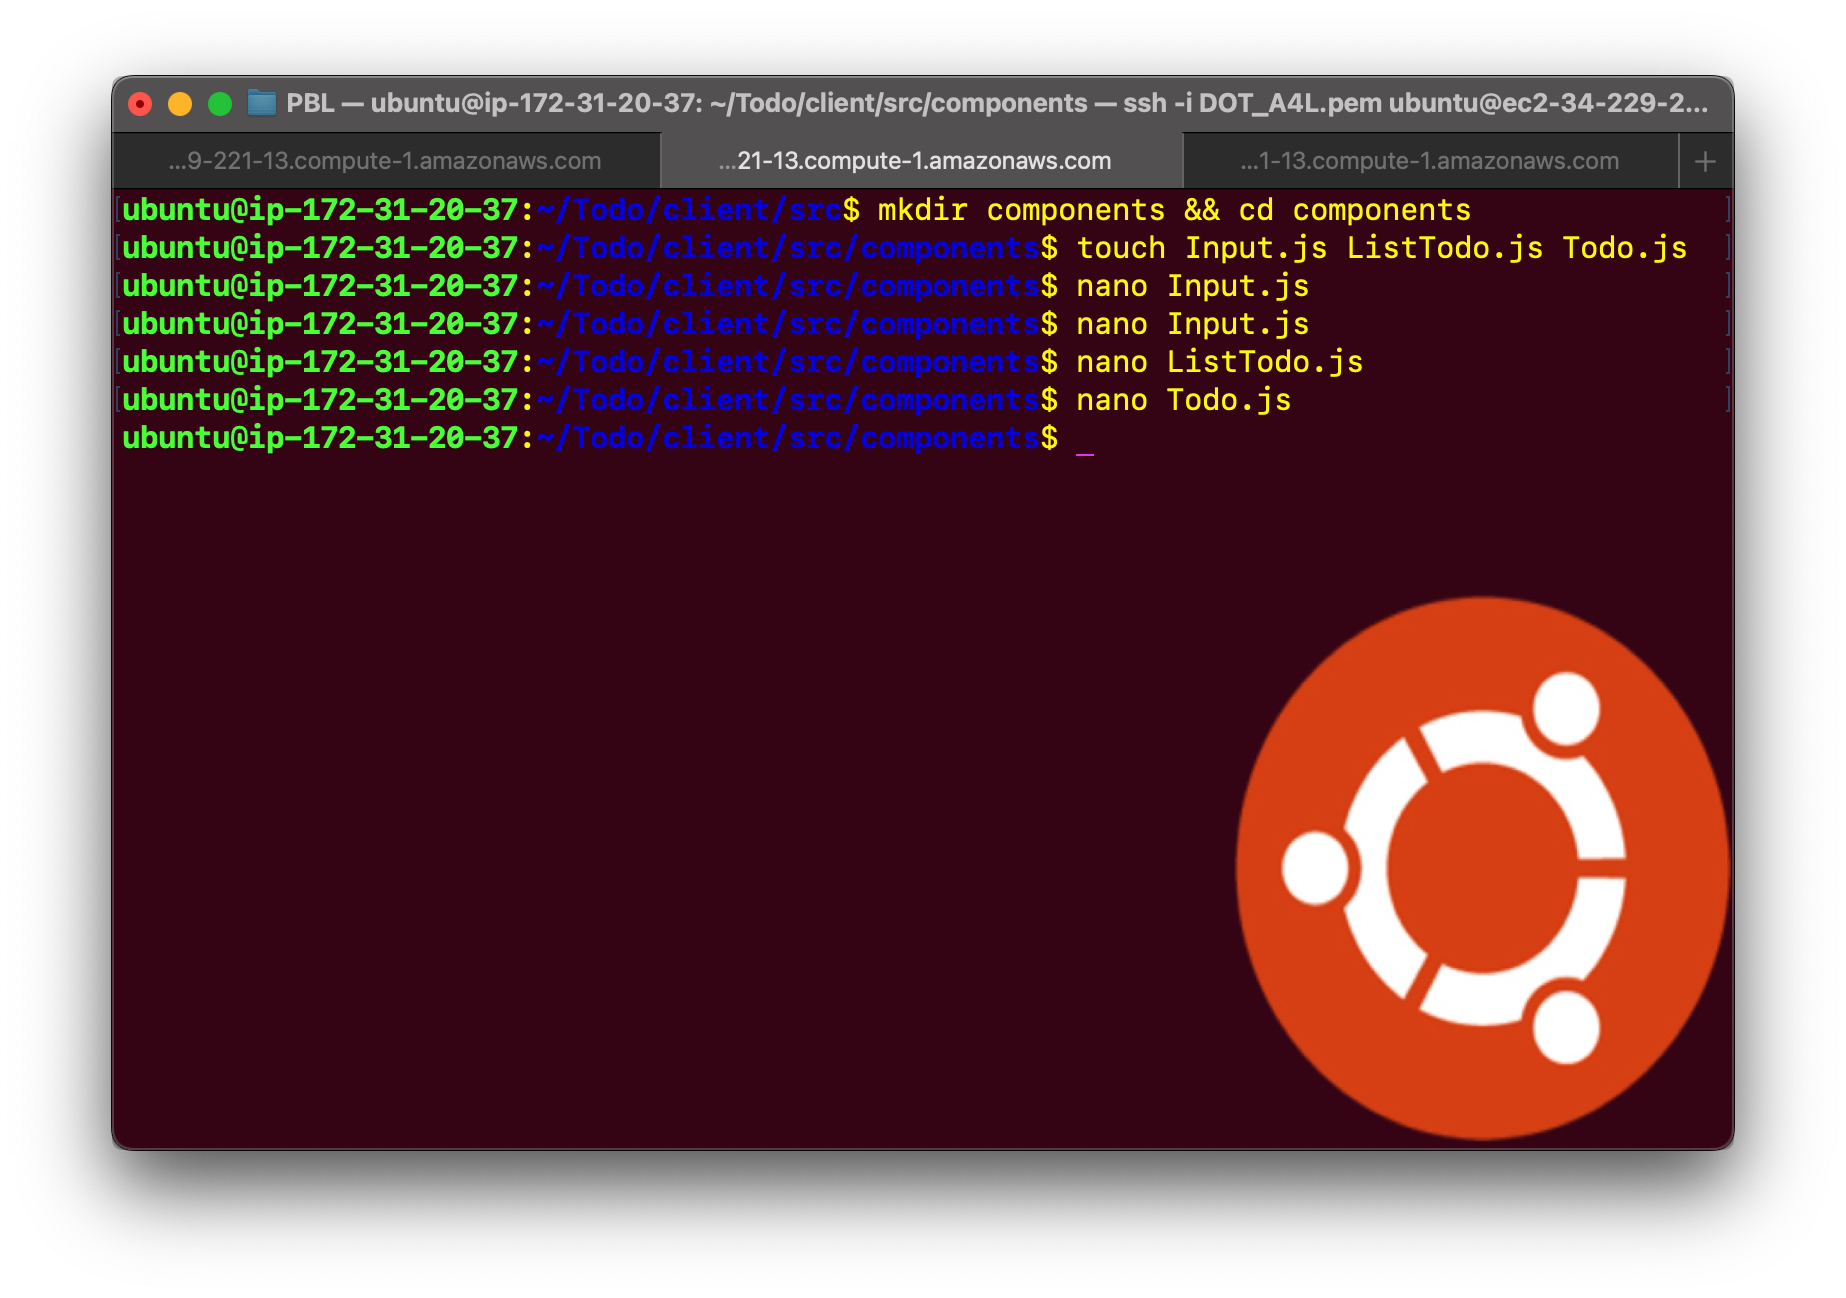 PBL — ubuntu@ip-172-31-20-37: ~/Todo/client/src/components — ssh -i DOT_A4L.pem ubuntu@ec2-34-229-2...
...9-221-13.compute-1.amazonaws.com
...21-13.compute-1.amazonaws.com
...1-13.compute-1.amazonaws.com
+
[ubuntu@ip-172-31-20-37:~/Todo/client/src$ mkdir components && cd components ]
[ubuntu@ip-172-31-20-37:~/Todo/client/src/components$ touch Input.js ListTodo.js Todo.js ]
[ubuntu@ip-172-31-20-37:~/Todo/client/src/components$ nano Input.js ]
[ubuntu@ip-172-31-20-37:~/Todo/client/src/components$ nano Input.js ]
[ubuntu@ip-172-31-20-37:~/Todo/client/src/components$ nano ListTodo.js ]
[ubuntu@ip-172-31-20-37:~/Todo/client/src/components$ nano Todo.js ]
ubuntu@ip-172-31-20-37:~/Todo/client/src/components$ _